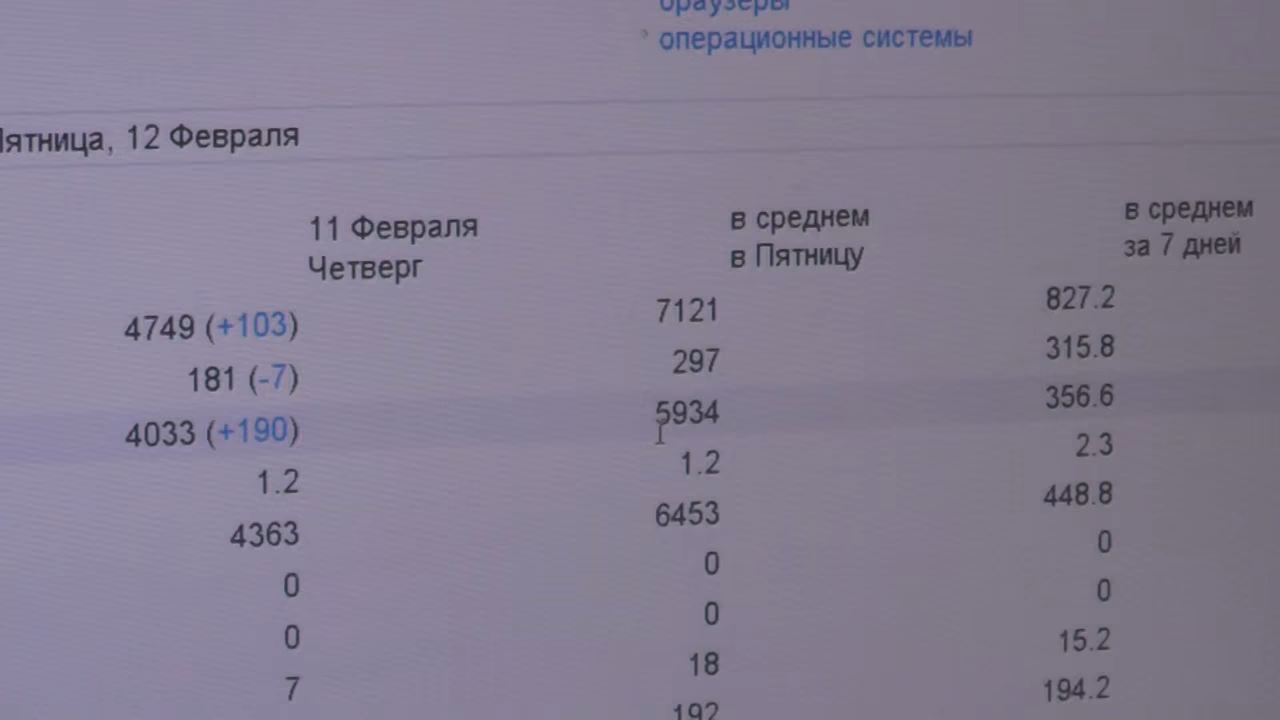 браузеры
операционные системы
Пятница, 12 Февраля
11 Февраля в среднем в среднем
Четверг в Пятницу за 7 дней
4749 (+103) 7121 827.2
181 (-7) 297 315.8
4033 (+190) 5934 356.6
1.2 1.2 2.3
4363 6453 448.8
0 0 0
0 0 0
7 18 15.2
192 194.2